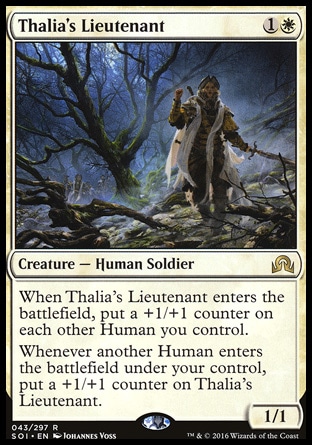 Thalia's Lieutenant 1
Creature — Human Soldier
When Thalia's Lieutenant enters the
battlefield, put a +1/+1 counter on
each other Human you control.
Whenever another Human enters
the battlefield under your control,
put a +1/+1 counter on Thalia's
Lieutenant.
1/1
043/297 R
SOI • EN Johannes Voss ™ & © 2016 Wizards of the Coast